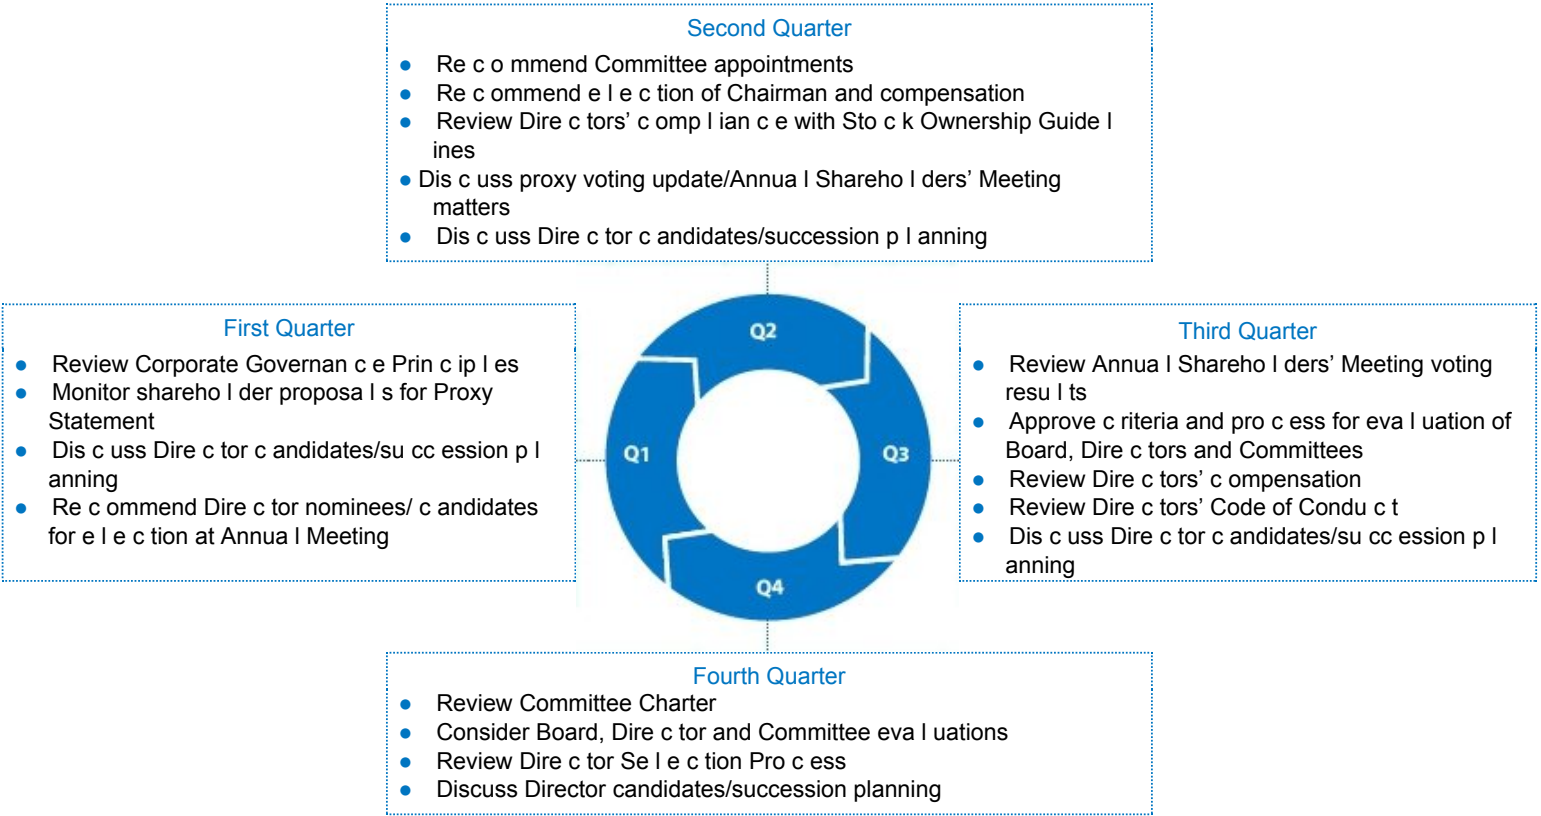 Second Quarter
● Re c o mmend Committee appointments
● Re c ommend e l e c tion of Chairman and compensation
● Review Dire c tors’ c omp l ian c e with Sto c k Ownership Guide l
ines
● Dis c uss proxy voting update/Annua l Shareho l ders’ Meeting
matters
● Dis c uss Dire c tor c andidates/succession p l anning
First Quarter
● Review Corporate Governan c e Prin c ip l es
● Monitor shareho l der proposa l s for Proxy
Statement
● Dis c uss Dire c tor c andidates/su cc ession p l
anning
● Re c ommend Dire c tor nominees/ c andidates
for e l e c tion at Annua l Meeting
Q2
Q1
Q3
Q4
Third Quarter
● Review Annua l Shareho l ders’ Meeting voting
resu l ts
● Approve c riteria and pro c ess for eva l uation of
Board, Dire c tors and Committees
● Review Dire c tors’ c ompensation
● Review Dire c tors’ Code of Condu c t
● Dis c uss Dire c tor c andidates/su cc ession p l
anning
Fourth Quarter
● Review Committee Charter
● Consider Board, Dire c tor and Committee eva l uations
● Review Dire c tor Se l e c tion Pro c ess
● Discuss Director candidates/succession planning